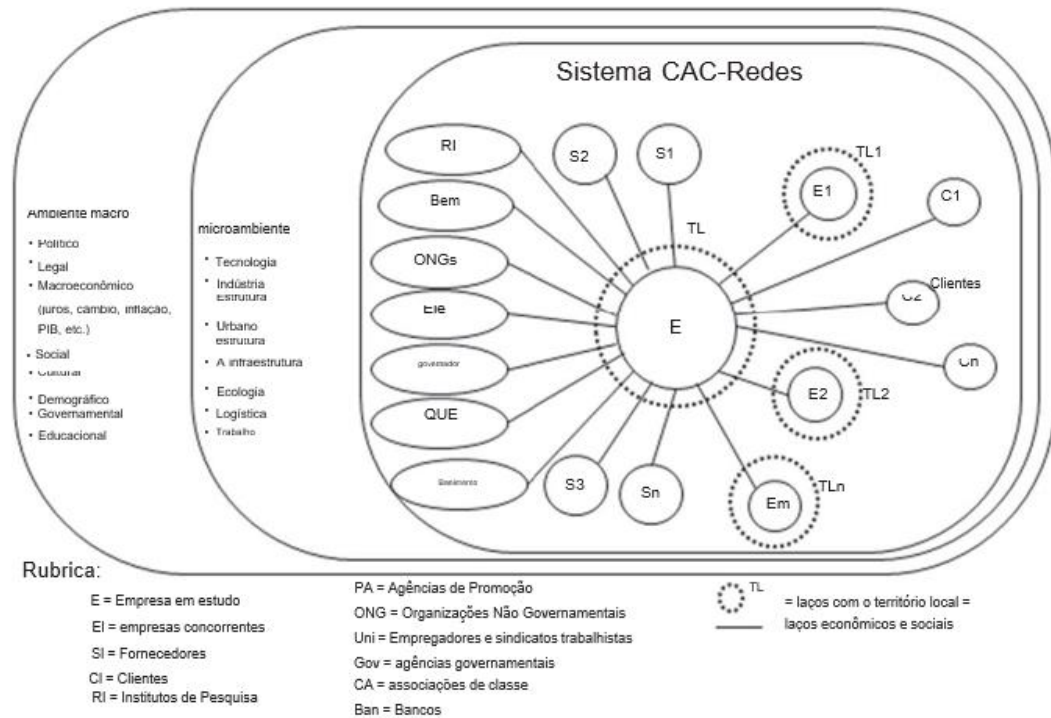 Sistema CAC-Redes
RI
S2
S1
TL1
E1
C1
Bem
TL
ONGs
Clientes
C2
Ele
E
Cn
governador
E2
TL2
QUE
S3
Sn
Em
TLn
Ambiente macro
• Político
• Legal
• Macroeconômico
(juros, câmbio, inflação,
PIB, etc.)
• Social
• Cultural
• Demográfico
• Governamental
• Educacional
microambiente
• Tecnologia
• Indústria
Estrutura
• Urbano
estrutura
• A infraestrutura
• Ecologia
• Logística
• Trabalho
Rubrica:
E = Empresa em estudo
EI = empresas concorrentes
SI = Fornecedores
CI = Clientes
RI = Institutos de Pesquisa
PA = Agências de Promoção
ONG = Organizações Não Governamentais
Uni = Empregadores e sindicatos trabalhistas
Gov = agências governamentais
CA = associações de classe
Ban = Bancos
TL
= laços com o território local =
laços econômicos e sociais